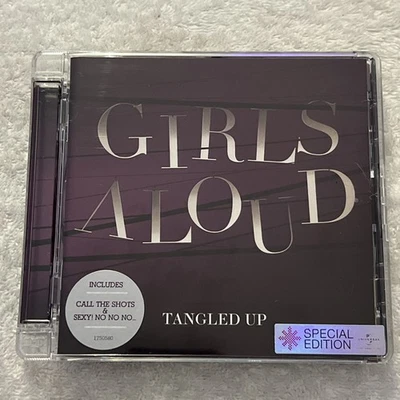 GIRLS
ALOUD
INCLUDES
CALL THE SHOTS
&
SEXY! NO NO NO...
TANGLED UP
SPECIAL
EDITION